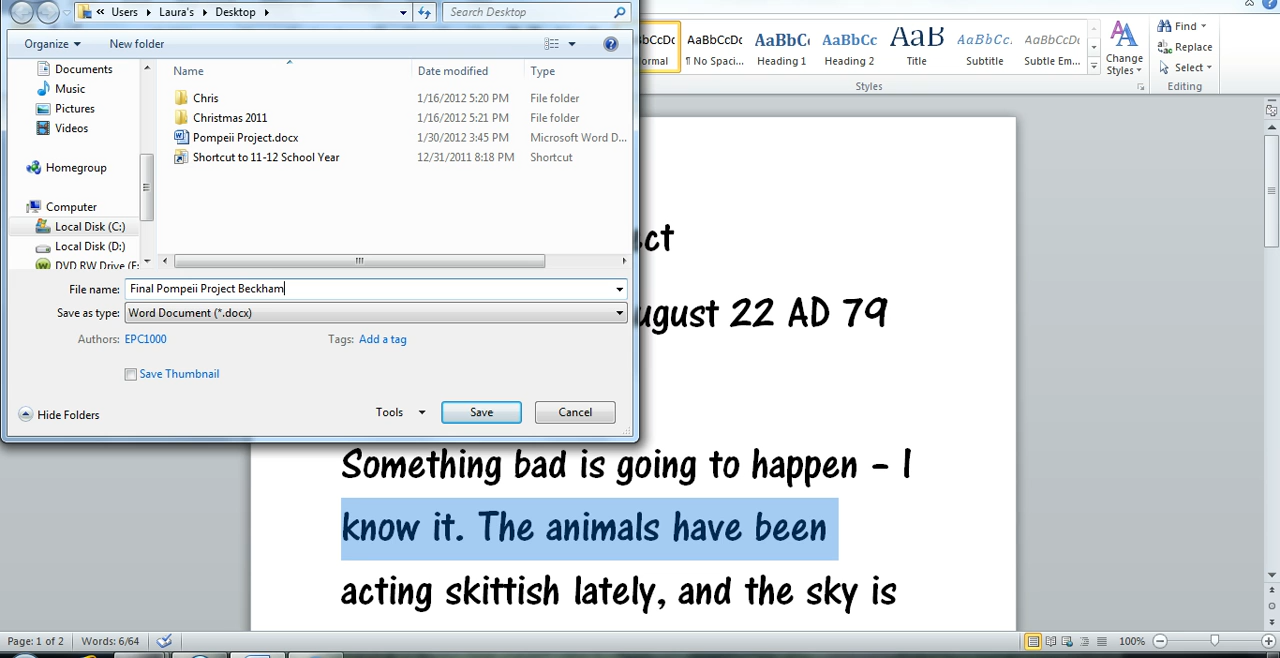 « Users ▸ Laura's ▸ Desktop ▸
Search Desktop
Organize
New folder
Documents
Music
Pictures
Videos
Homegroup
Computer
Local Disk (C:)
Local Disk (D:)
Name Date modified Type
Chris 1/16/2012 5:20 PM File folder
Christmas 2011 1/16/2012 5:21 PM File folder
Pompeii Project.docx 1/30/2012 3:45 PM Microsoft Word D...
Shortcut to 11-12 School Year 12/31/2011 8:18 PM Shortcut
File name: Final Pompeii Project Beckham
Save as type: Word Document (*.docx)
Authors: EPC1000 Tags: Add a tag
Save Thumbnail
Hide Folders Tools Save Cancel
AaBbCcDc AaBbCc AaBbCc AaB AaBbCc. AaBbCcDc
¶ No Spaci... Heading 1 Heading 2 Title Subtitle Subtle Em...
Change
Styles
Styles
Find
Replace
Select
Editing
ugust 22 AD 79
Something bad is going to happen - I
know it. The animals have been
acting skittish lately, and the sky is
Page: 1 of 2 Words: 6/64 100%